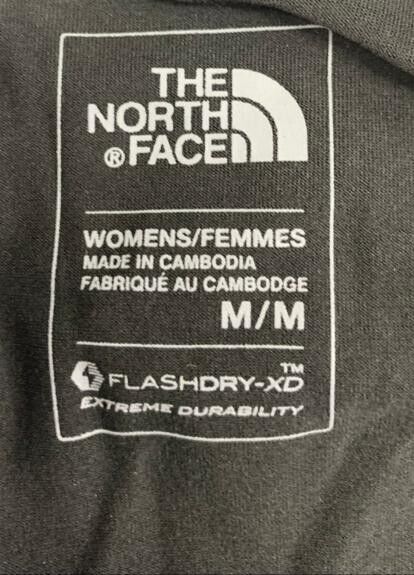 THE
NORTH
® FACE
WOMENS/FEMMES
MADE IN CAMBODIA
FABRIQUÉ AU CAMBODGE
M/M
FLASHDRY-XD™
EXTREME DURABILITY